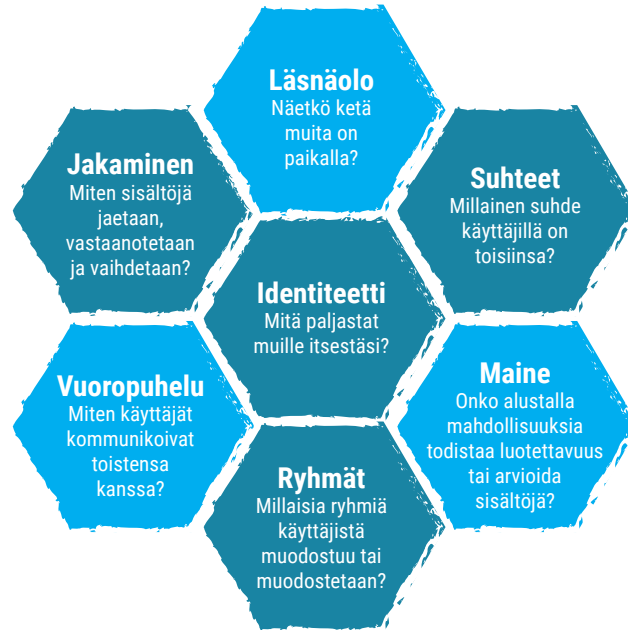 Läsnäolo
Näetkö ketä
muita on
paikalla?
Jakaminen
Miten sisältöjä
jaetaan,
vastaanotetaan
ja vaihdetaan?
Suhteet
Millainen suhde
käyttäjillä on
toisiinsa?
Identiteetti
Mitä paljastat
muille itsestäsi?
Vuoropuhelu
Miten käyttäjät
kommunikoivat
toistensa
kanssa?
Maine
Onko alustalla
mahdollisuuksia
todistaa luotettavuus
tai arvioida
sisältöjä?
Ryhmät
Millaisia ryhmiä
käyttäjistä
muodostuu tai
muodostetaan?